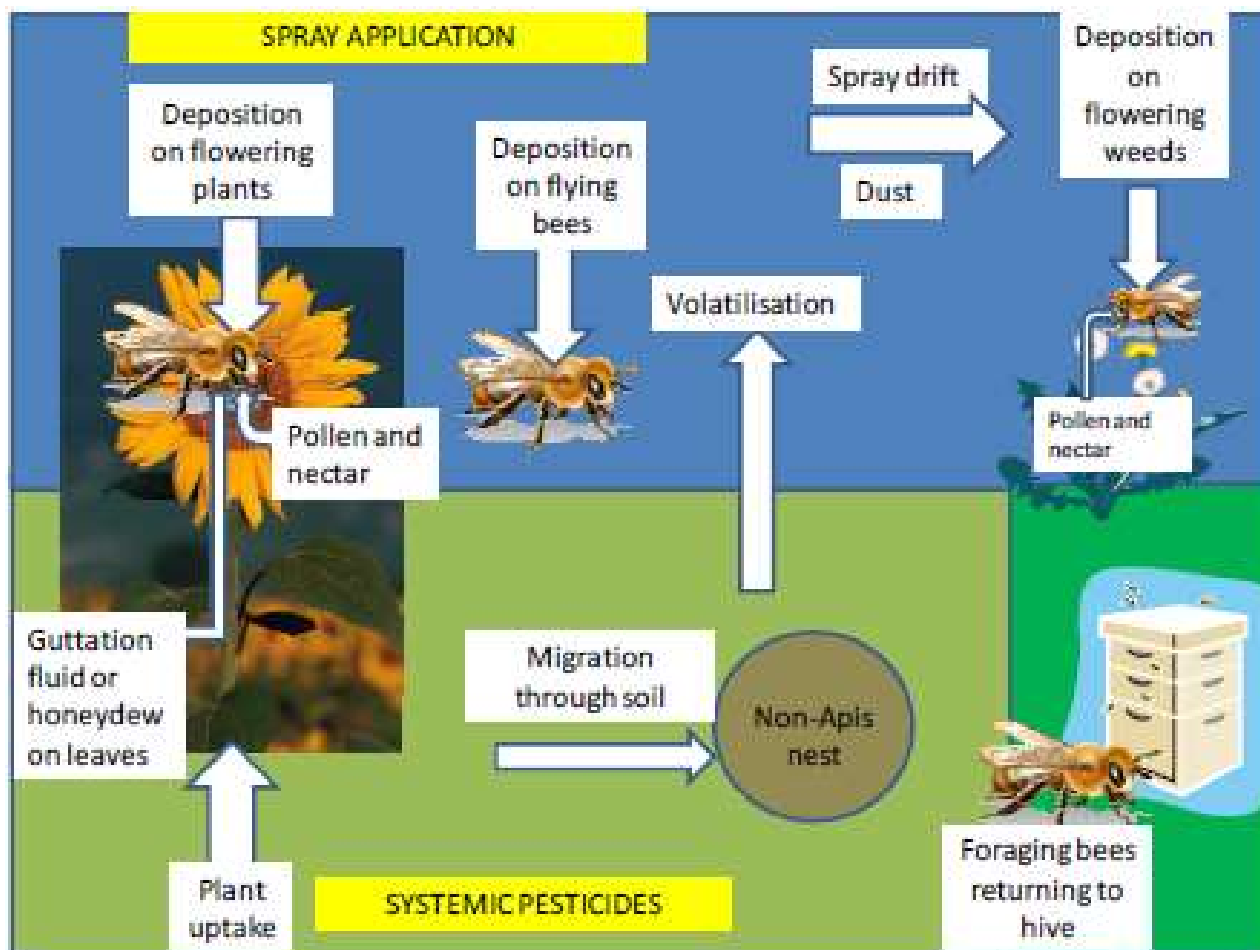 SPRAY APPLICATION
Deposition
on flowering
plants
Deposition
on flying
bees
Spray drift
Dust
Deposition
on
flowering
weeds
Volatilisation
Pollen and
nectar
Pollen and
nectar
Guttation
fluid or
honeydew
on leaves
Migration
through soil
Non-Apis
nest
Plant
uptake
SYSTEMIC PESTICIDES
Foraging bees
returning to
hive